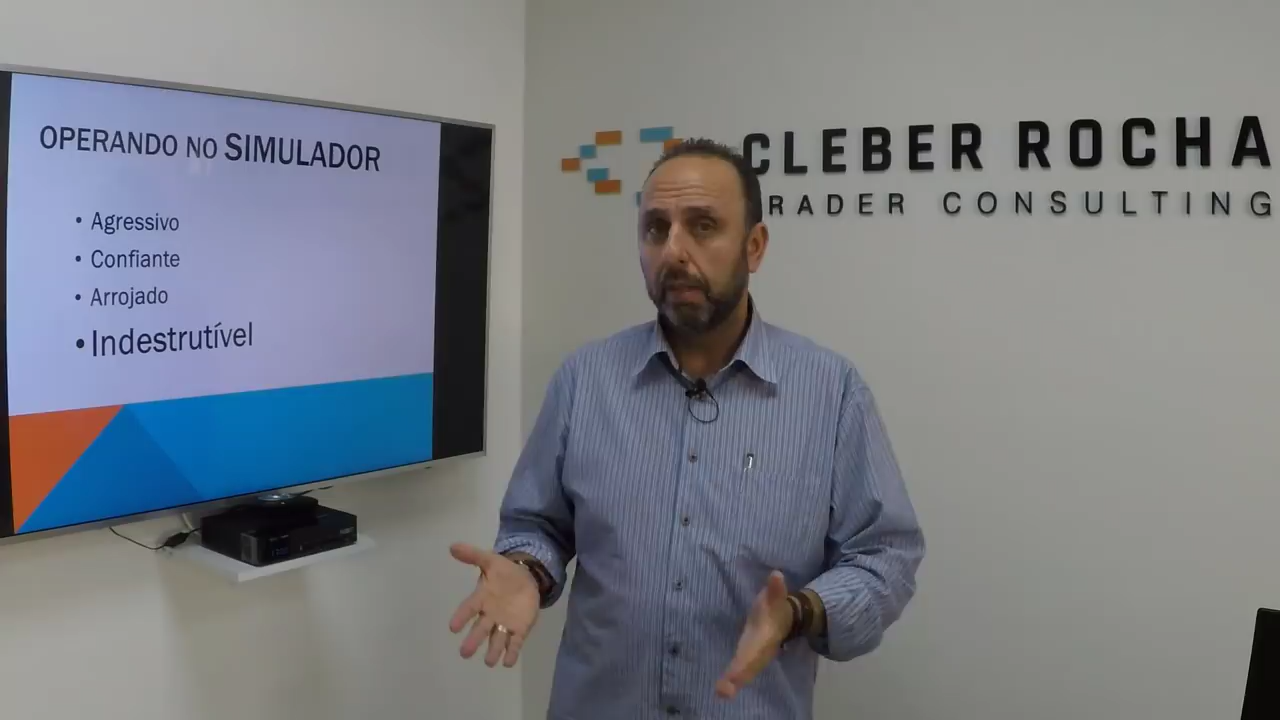 OPERANDO NO SIMULADOR
• Agressivo
• Confiante
• Arrojado
• Indestrutível
CLEBER ROCHA
RADER CONSULTING